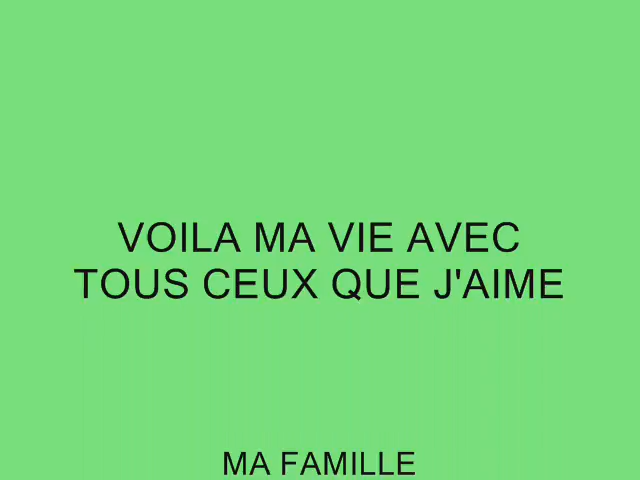 VOILA MA VIE AVEC
TOUS CEUX QUE J'AIME
MA FAMILLE